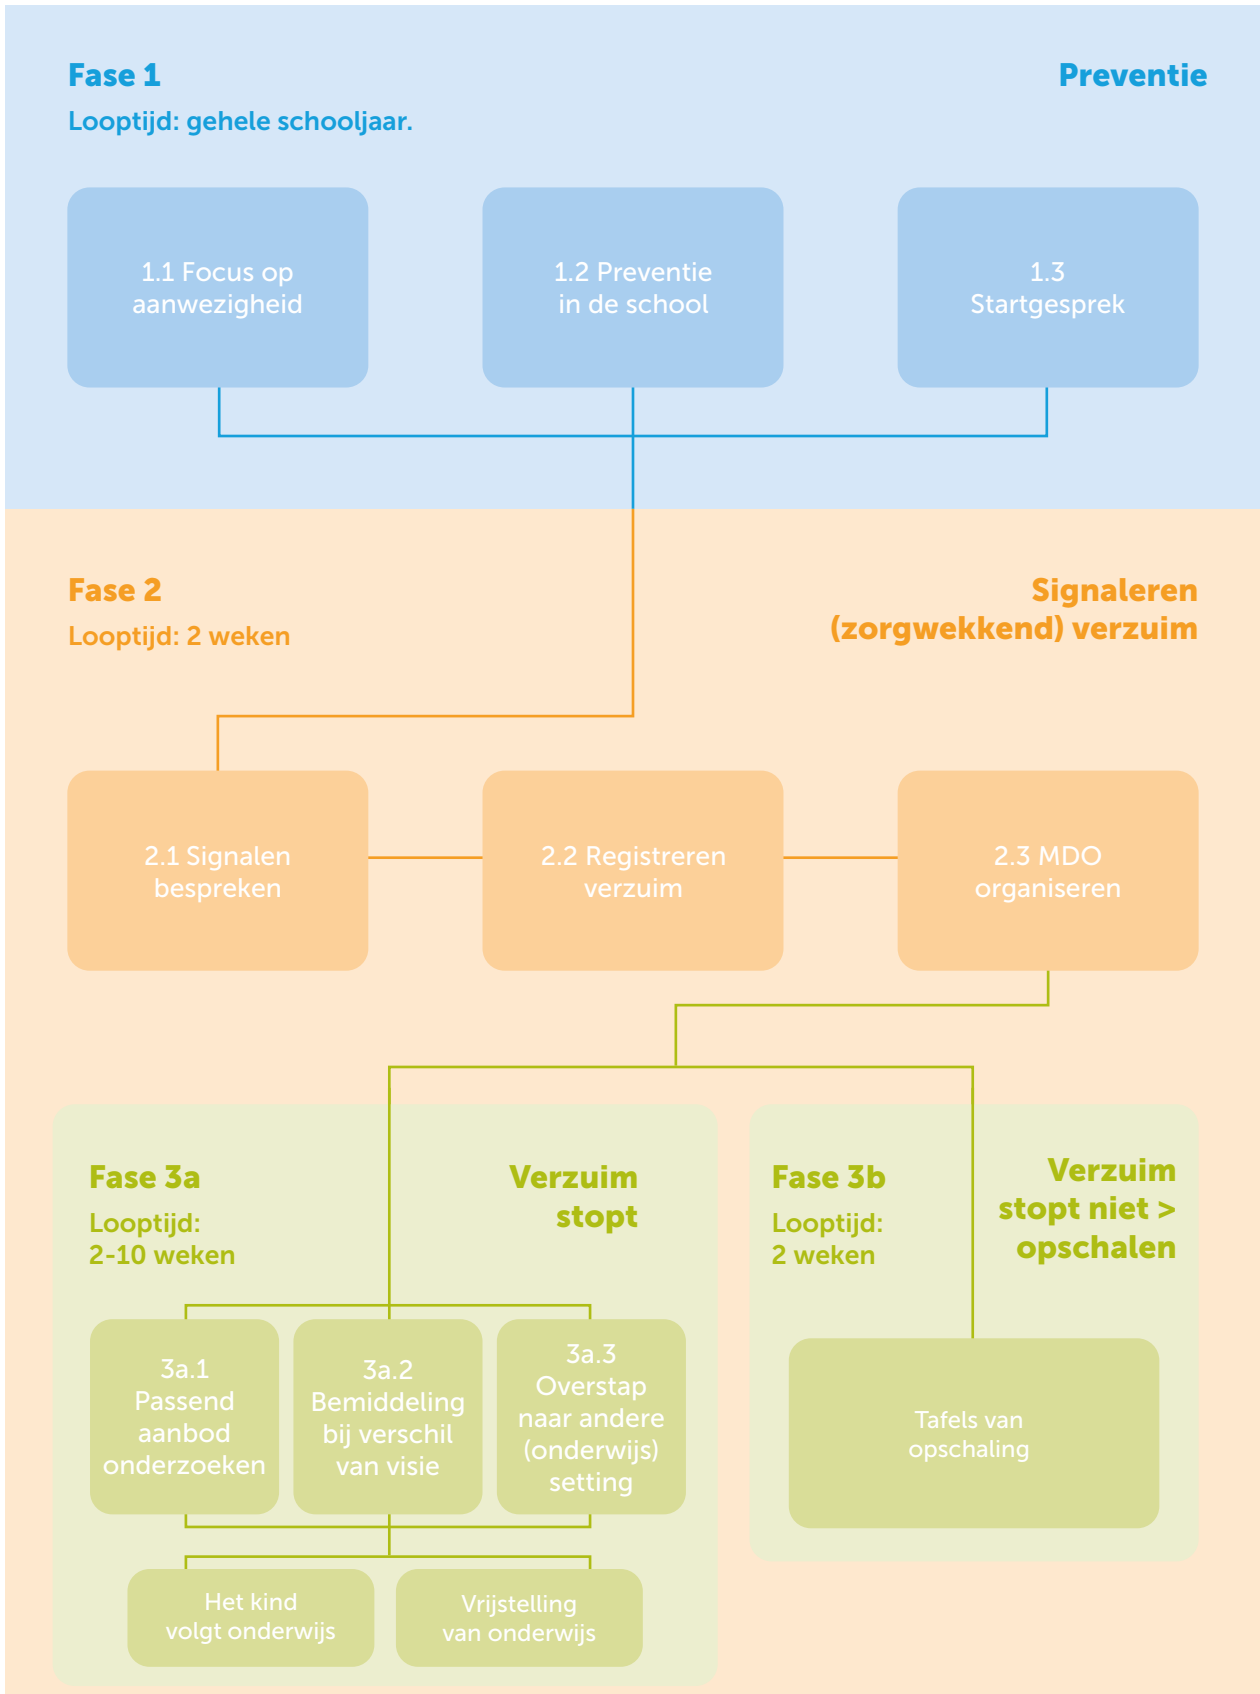 Fase 1
Preventie
Looptijd: gehele schooljaar.
1.1 Focus op
aanwezigheid
1.2 Preventie
in de school
1.3
Startgesprek
Fase 2
Looptijd: 2 weken
Signaleren
(zorgwekkend) verzuim
2.1 Signalen
bespreken
2.2 Registreren
verzuim
2.3 MDO
organiseren
Fase 3a
Looptijd:
2-10 weken
Verzuim
stopt
Fase 3b
Looptijd:
2 weken
Verzuim
stopt niet >
opschalen
3a.1
Passend
aanbod
onderzoeken
3a.2
Bemiddeling
bij verschil
van visie
3a.3
Overstap
naar andere
(onderwijs)
setting
Tafels van
opschaling
Het kind
volgt onderwijs
Vrijstelling
van onderwijs